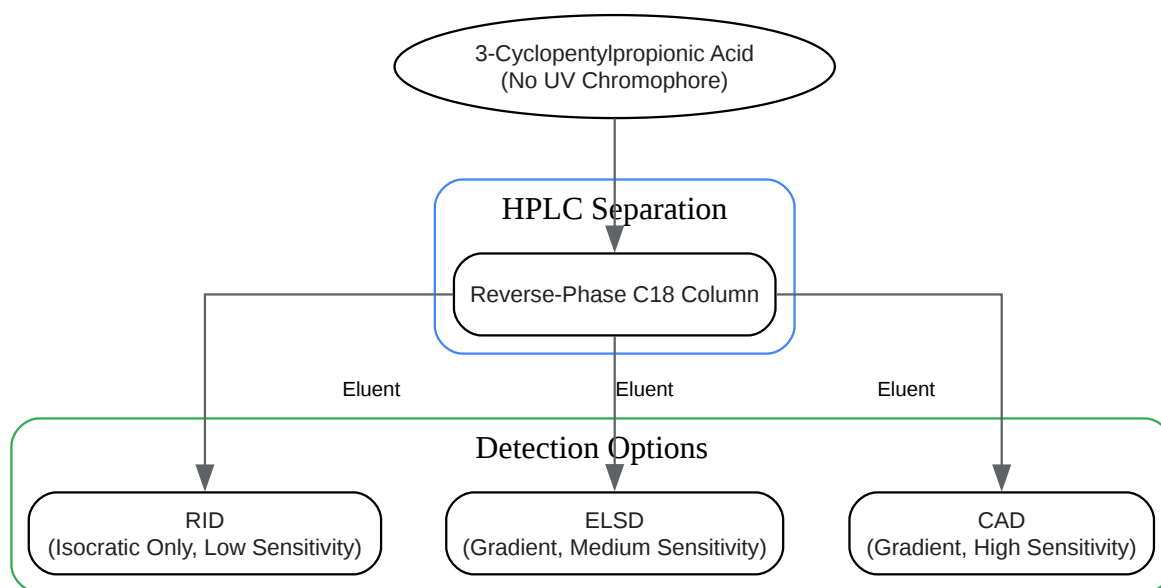 3-Cyclopentylpropionic Acid
(No UV Chromophore)
HPLC Separation
Reverse-Phase C18 Column
Eluent
Eluent
Eluent
Detection Options
RID
(Isocratic Only, Low Sensitivity)
ELSD
(Gradient, Medium Sensitivity)
CAD
(Gradient, High Sensitivity)